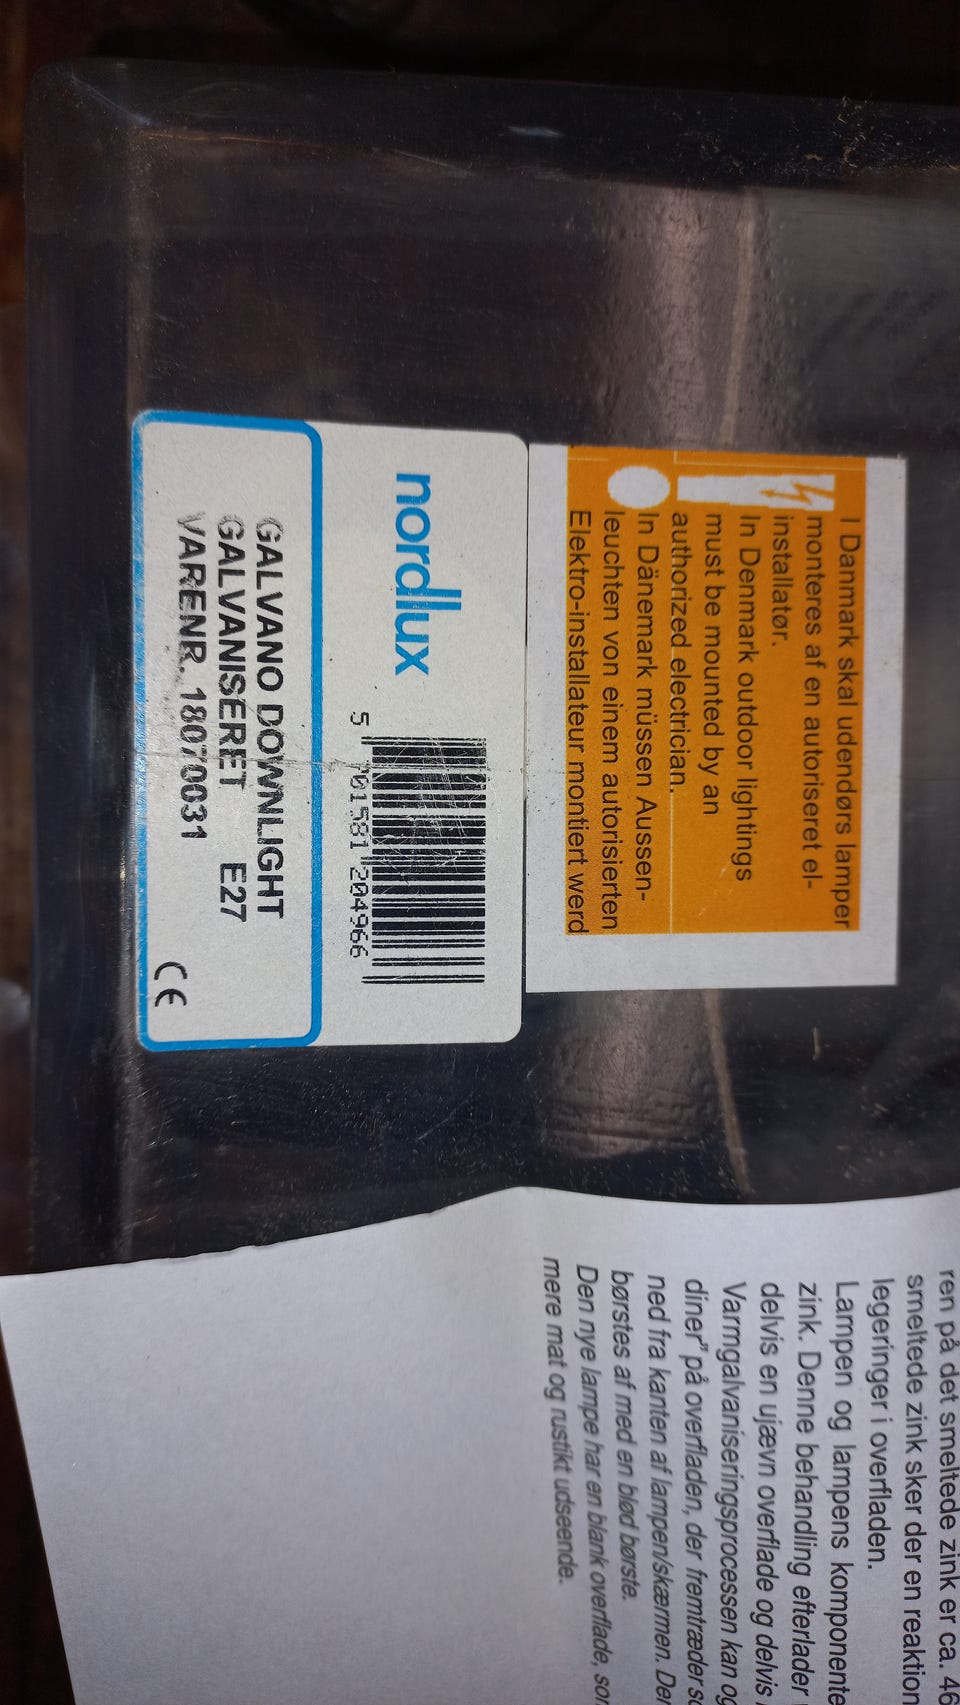 I Danmark skal udendørs lamper
monteres af en autoriseret el-
installatør.
In Denmark outdoor lightings
must be mounted by an
authorized electrician.
In Dänemark müssen Aussen-
leuchten von einem autorisierten
Elektro-installateur montiert werd
nordlux
5 701581 204966
GALVANO DOWNLIGHT
GALVANISERET E27
VARENR. 18070031
CE
ren på det smeltede zink er ca. 46
smeltede zink sker der en reaktion
legeringer i overfladen.
Lampen og lampens komponente
zink. Denne behandling efterlader
delvis en ujævn overflade og delvis
Varmgalvaniseringsprocessen kan og
diner" på overfladen, der fremtræder so
ned fra kanten af lampen/skærmen. Der
børstes af med en blød børste.
Den nye lampe har en blank overflade, som
mere mat og rustikt udseende.